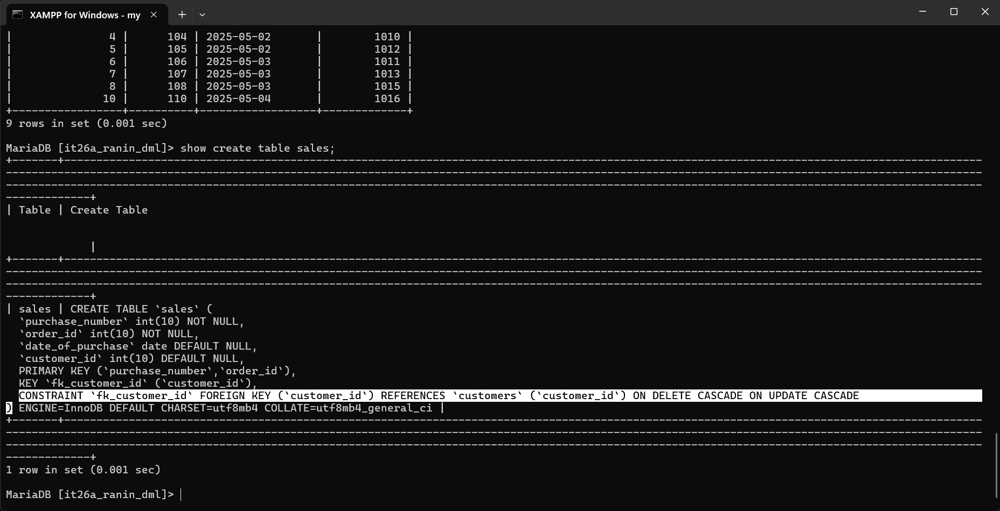 XAMPP for Windows - my
|               4 |      104 | 2025-05-02       |        1010 |
|               5 |      105 | 2025-05-02       |        1012 |
|               6 |      106 | 2025-05-03       |        1011 |
|               7 |      107 | 2025-05-03       |        1013 |
|               8 |      108 | 2025-05-03       |        1015 |
|              10 |      110 | 2025-05-04       |        1016 |
+-----------------+----------+------------------+-------------+
9 rows in set (0.001 sec)
MariaDB [it26a_ranin_dml]> show create table sales;
+-------+----------------------------------------------------------------------------------------------------------------------------------------------
-------------------------------------------------------------------------------------------------------------------------------------------------------
-------------------------------------------------------------------------------------------------------------------------------------------------------
-------------+
| Table | Create Table
             |
+-------+----------------------------------------------------------------------------------------------------------------------------------------------
-------------------------------------------------------------------------------------------------------------------------------------------------------
-------------------------------------------------------------------------------------------------------------------------------------------------------
-------------+
| sales | CREATE TABLE `sales` (
  `purchase_number` int(10) NOT NULL,
  `order_id` int(10) NOT NULL,
  `date_of_purchase` date DEFAULT NULL,
  `customer_id` int(10) DEFAULT NULL,
  PRIMARY KEY (`purchase_number`,`order_id`),
  KEY `fk_customer_id` (`customer_id`),
  CONSTRAINT `fk_customer_id` FOREIGN KEY (`customer_id`) REFERENCES `customers` (`customer_id`) ON DELETE CASCADE ON UPDATE CASCADE
) ENGINE=InnoDB DEFAULT CHARSET=utf8mb4 COLLATE=utf8mb4_general_ci |
+-------+----------------------------------------------------------------------------------------------------------------------------------------------
-------------------------------------------------------------------------------------------------------------------------------------------------------
-------------------------------------------------------------------------------------------------------------------------------------------------------
-------------+
1 row in set (0.001 sec)
MariaDB [it26a_ranin_dml]>